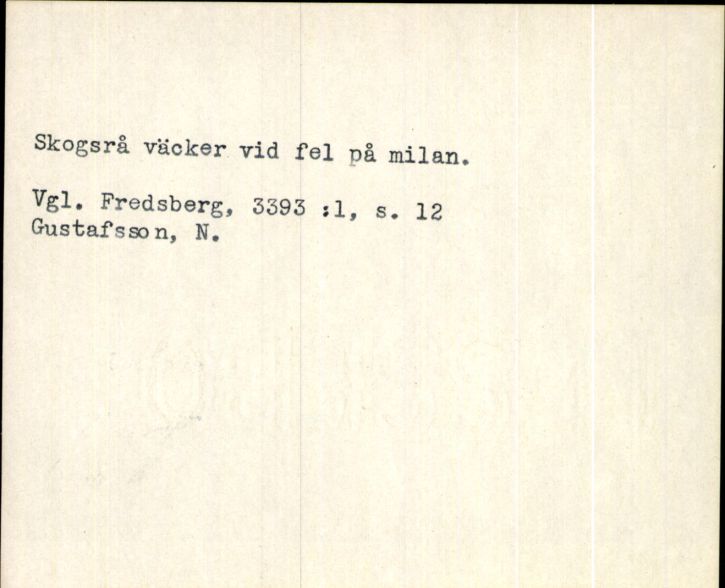 Skogsrå väcker vid fel på milan.
Vgl. Fredsberg, 3393 :1, s. 12
Gustafsson, N.